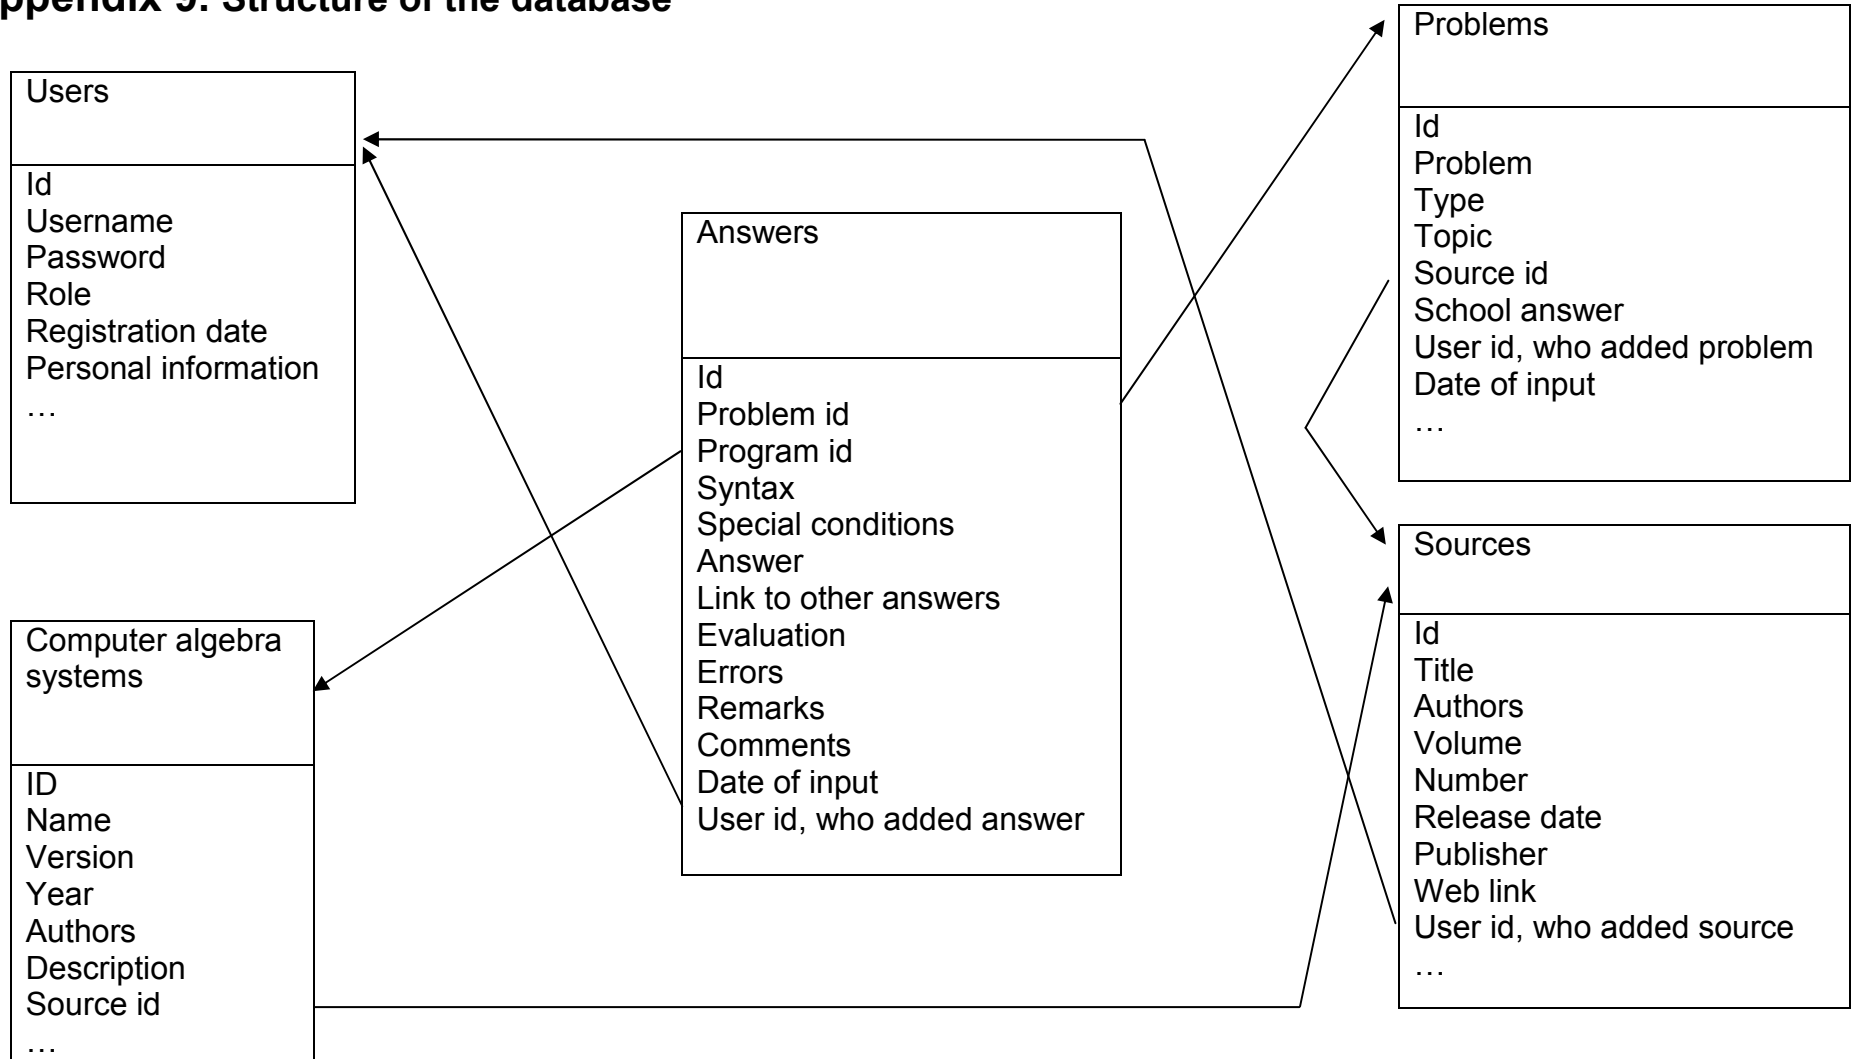 ppendix 9. Structure of the database
Users
Id
Username
Password
Role
Registration date
Personal information
…
Computer algebra
systems
ID
Name
Version
Year
Authors
Description
Source id
…
Answers
Id
Problem id
Program id
Syntax
Special conditions
Answer
Link to other answers
Evaluation
Errors
Remarks
Comments
Date of input
User id, who added answer
Problems
Id
Problem
Type
Topic
Source id
School answer
User id, who added problem
Date of input
…
Sources
Id
Title
Authors
Volume
Number
Release date
Publisher
Web link
User id, who added source
…